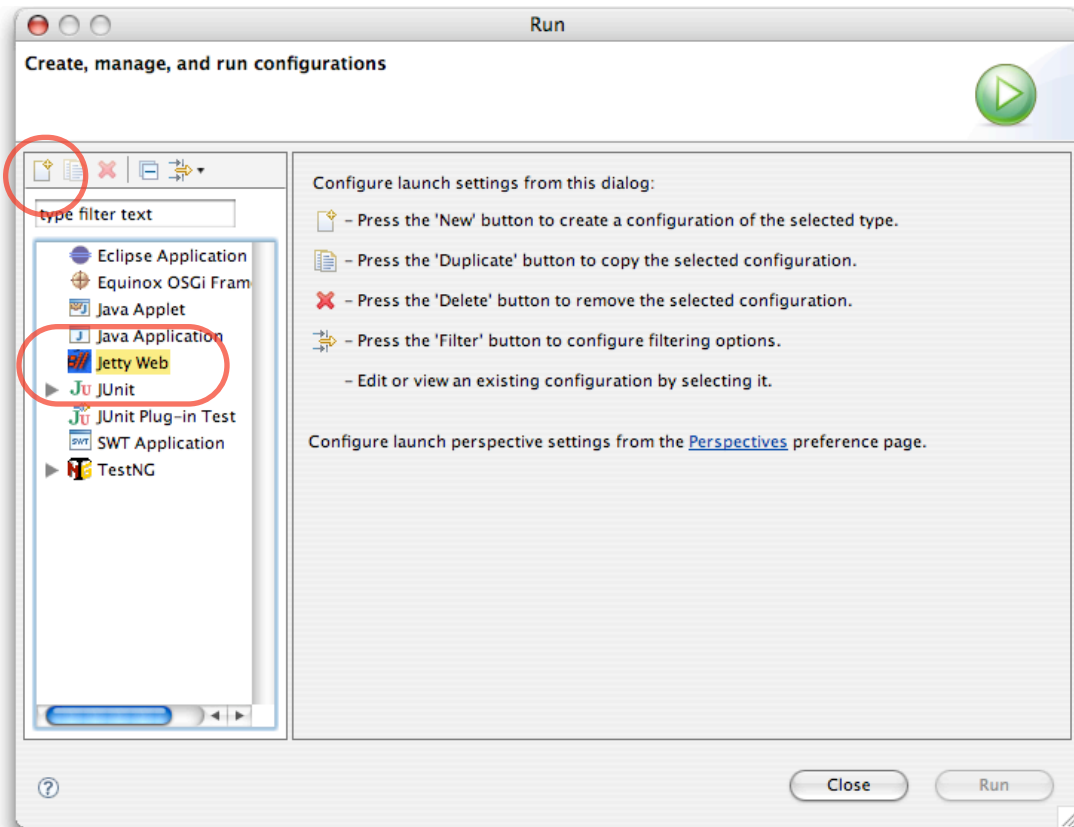 Run
Create, manage, and run configurations
type filter text
Eclipse Application
Equinox OSGi Fram
Java Applet
Java Application
Jetty Web
JU JUnit
JU JUnit Plug-in Test
SWT SWT Application
TestNG
Configure launch settings from this dialog:
– Press the 'New' button to create a configuration of the selected type.
– Press the 'Duplicate' button to copy the selected configuration.
– Press the 'Delete' button to remove the selected configuration.
– Press the 'Filter' button to configure filtering options.
– Edit or view an existing configuration by selecting it.
Configure launch perspective settings from the Perspectives preference page.
?
Close
Run